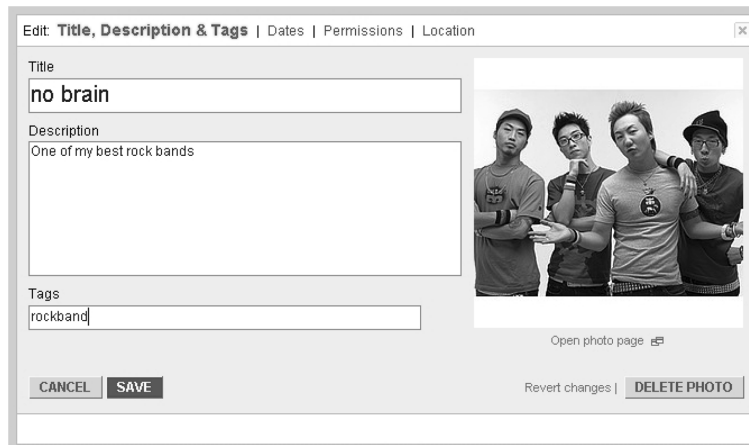 Edit: Title, Description & Tags | Dates | Permissions | Location
Title
no brain
Description
One of my best rock bands
Tags
rockband
Open photo page
CANCEL SAVE Revert changes | DELETE PHOTO